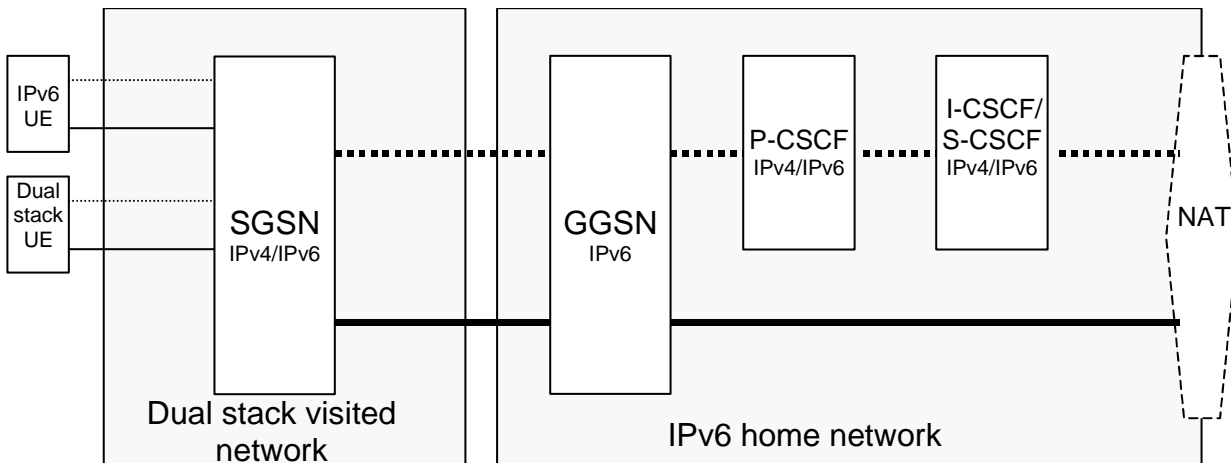 IPv6
UE
Dual
stack
UE
SGSN
IPv4/IPv6
Dual stack visited
network
GGSN
IPv6
P-CSCF
IPv4/IPv6
I-CSCF/
S-CSCF
IPv4/IPv6
NAT
IPv6 home network